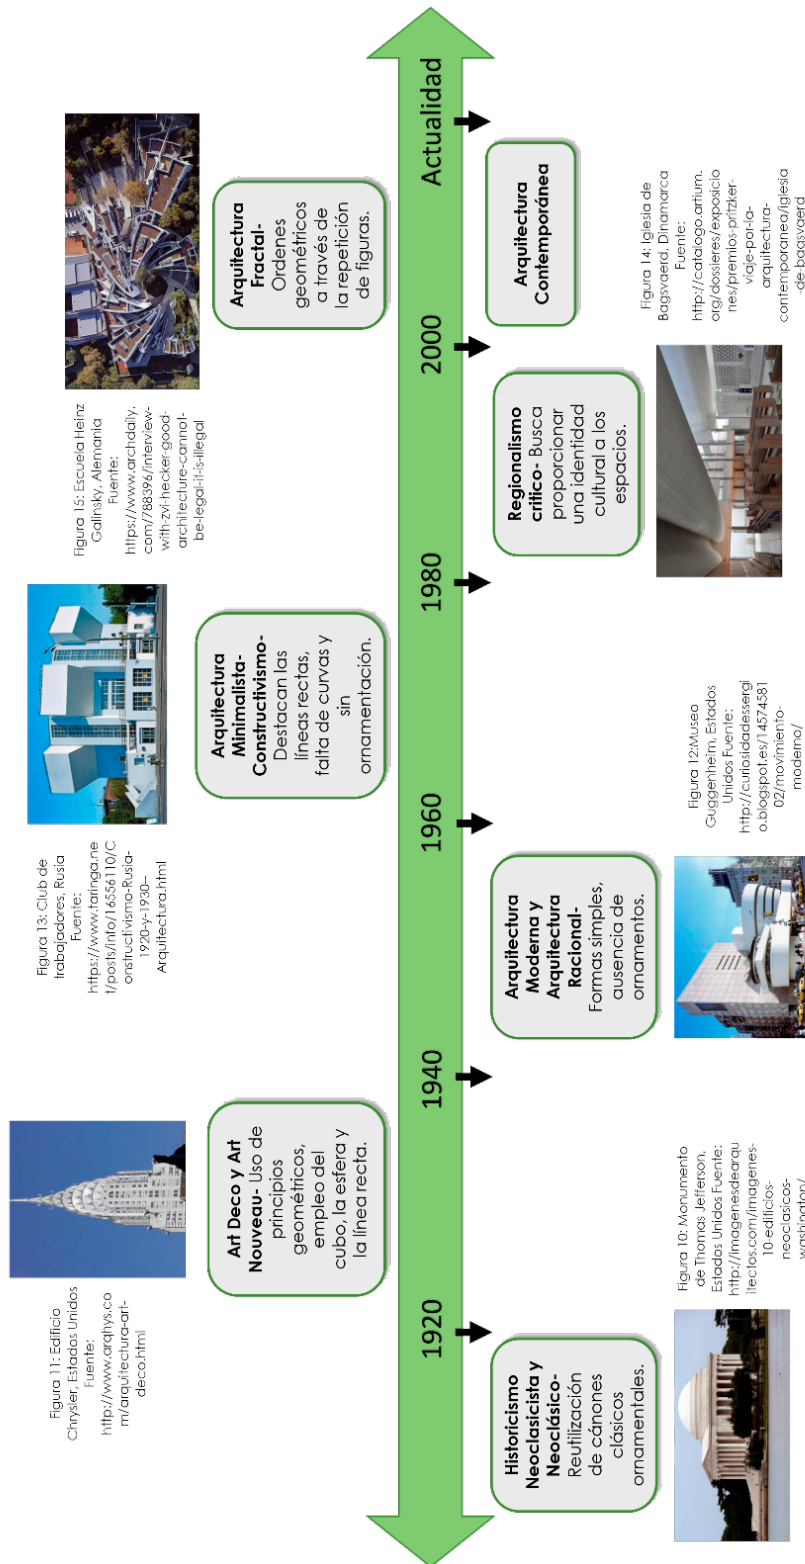 Figura 11: Edificio
Chrysler, Estados Unidos
Fuente:
http://www.arqhys.co
m/arquitectura-art-
deco.html
Figura 13: Club de
trabajadores, Rusia
Fuente:
https://www.taringa.ne
t/posts/info/16556110/C
onstructivismo-Rusia-
1920-y-1930--
Arquitectura.html
Figura 15: Escuela Heinz
Galinsky, Alemania
Fuente:
https://www.archdaily.
com/788396/interview-
with-zvi-hecker-good-
architecture-cannot-
be-legal-it-is-illegal
Art Deco y Art
Nouveau- Uso de
principios
geométricos,
empleo del
cubo, la esfera y
la línea recta.
Arquitectura
Minimalista-
Constructivismo-
Destacan las
líneas rectas,
falta de curvas y
sin
ornamentación.
Arquitectura
Fractal-
Ordenes
geométricos
a través de
la repetición
de figuras.
1920
1940
1960
1980
2000
Actualidad
Historicismo
Neoclasicista y
Neoclásico-
Reutilización
de cánones
clásicos
ornamentales.
Arquitectura
Moderna y
Arquitectura
Racional-
Formas simples,
ausencia de
ornamentos.
Regionalismo
critico- Busca
proporcionar
una identidad
cultural a los
espacios.
Arquitectura
Contemporánea
Figura 10: Monumento
de Thomas Jefferson,
Estados Unidos Fuente:
http://imagenesdearqu
itectos.com/imagenes-
10-edificios-
neoclasicos-
washington/
Figura 12:Museo
Guggenheim, Estados
Unidos Fuente:
http://curiosidadessergi
o.blogspot.es/14574581
02/movimiento-
moderno/
Figura 14: Iglesia de
Bagsvaerd, Dinamarca
Fuente:
http://catalogo.artium.
org/dossieres/exposicio
nes/premios-pritzker-
viaje-por-la-
arquitectura-
contemporanea/iglesia
-de-bagsvaerd